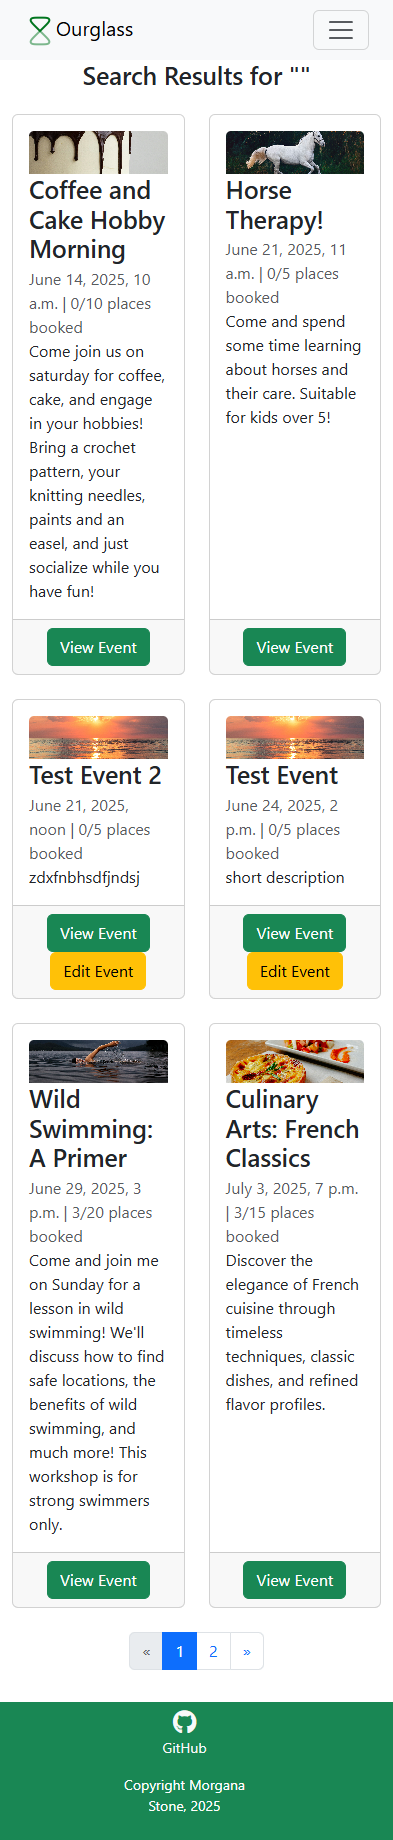 Ourglass
Search Results for ""
Coffee and
Cake Hobby
Morning
June 14, 2025, 10
a.m. | 0/10 places
booked
Come join us on
saturday for coffee,
cake, and engage
in your hobbies!
Bring a crochet
pattern, your
knitting needles,
paints and an
easel, and just
socialize while you
have fun!
View Event
Horse
Therapy!
June 21, 2025, 11
a.m. | 0/5 places
booked
Come and spend
some time learning
about horses and
their care. Suitable
for kids over 5!
View Event
Test Event 2
June 21, 2025,
noon | 0/5 places
booked
zdxfnbhsdfjndsj
View Event
Edit Event
Test Event
June 24, 2025, 2
p.m. | 0/5 places
booked
short description
View Event
Edit Event
Wild
Swimming:
A Primer
June 29, 2025, 3
p.m. | 3/20 places
booked
Come and join me
on Sunday for a
lesson in wild
swimming! We'll
discuss how to find
safe locations, the
benefits of wild
swimming, and
much more! This
workshop is for
strong swimmers
only.
View Event
Culinary
Arts: French
Classics
July 3, 2025, 7 p.m.
| 3/15 places
booked
Discover the
elegance of French
cuisine through
timeless
techniques, classic
dishes, and refined
flavor profiles.
View Event
« 1 2 »
GitHub
Copyright Morgana
Stone, 2025